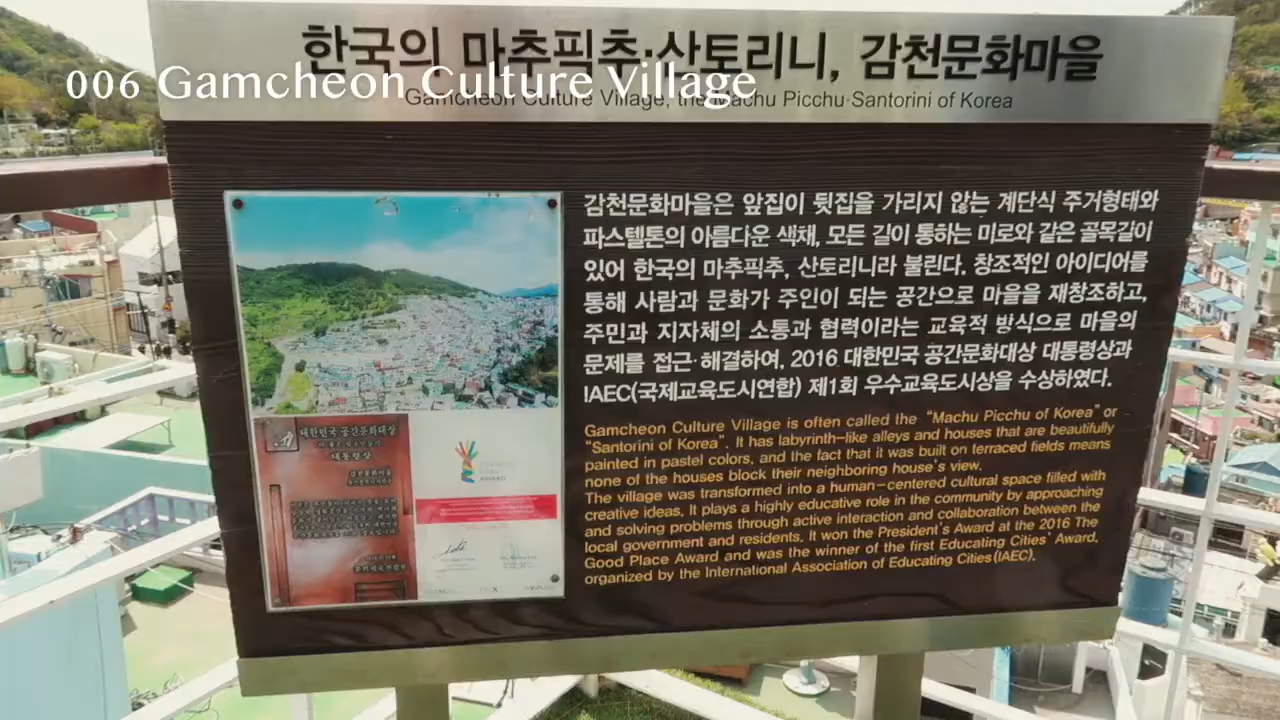 한국의 마추픽추·산토리니, 감천문화마을
006 Gamcheon Culture Village
Gamcheon Culture Village, the Machu Picchu·Santorini of Korea
감천문화마을은 앞집이 뒷집을 가리지 않는 계단식 주거형태와
파스텔톤의 아름다운 색채, 모든 길이 통하는 미로와 같은 골목길이
있어 한국의 마추픽추, 산토리니라 불린다. 창조적인 아이디어를
통해 사람과 문화가 주인이 되는 공간으로 마을을 재창조하고,
주민과 지자체의 소통과 협력이라는 교육적 방식으로 마을의
문제를 접근·해결하여, 2016 대한민국 공간문화대상 대통령상과
IAEC(국제교육도시연합) 제1회 우수교육도시상을 수상하였다.
Gamcheon Culture Village is often called the “Machu Picchu of Korea” or
“Santorini of Korea”. It has labyrinth-like alleys and houses that are beautifully
painted in pastel colors, and the fact that it was built on terraced fields means
none of the houses block their neighboring house's view.
The village was transformed into a human-centered cultural space filled with
creative ideas. It plays a highly educative role in the community by approaching
and solving problems through active interaction and collaboration between the
local government and residents. It won the President's Award at the 2016 The
Good Place Award and was the winner of the first Educating Cities' Award,
organized by the International Association of Educating Cities(IAEC).
대한민국 공간문화대상
대통령상
감천문화마을
AWARD